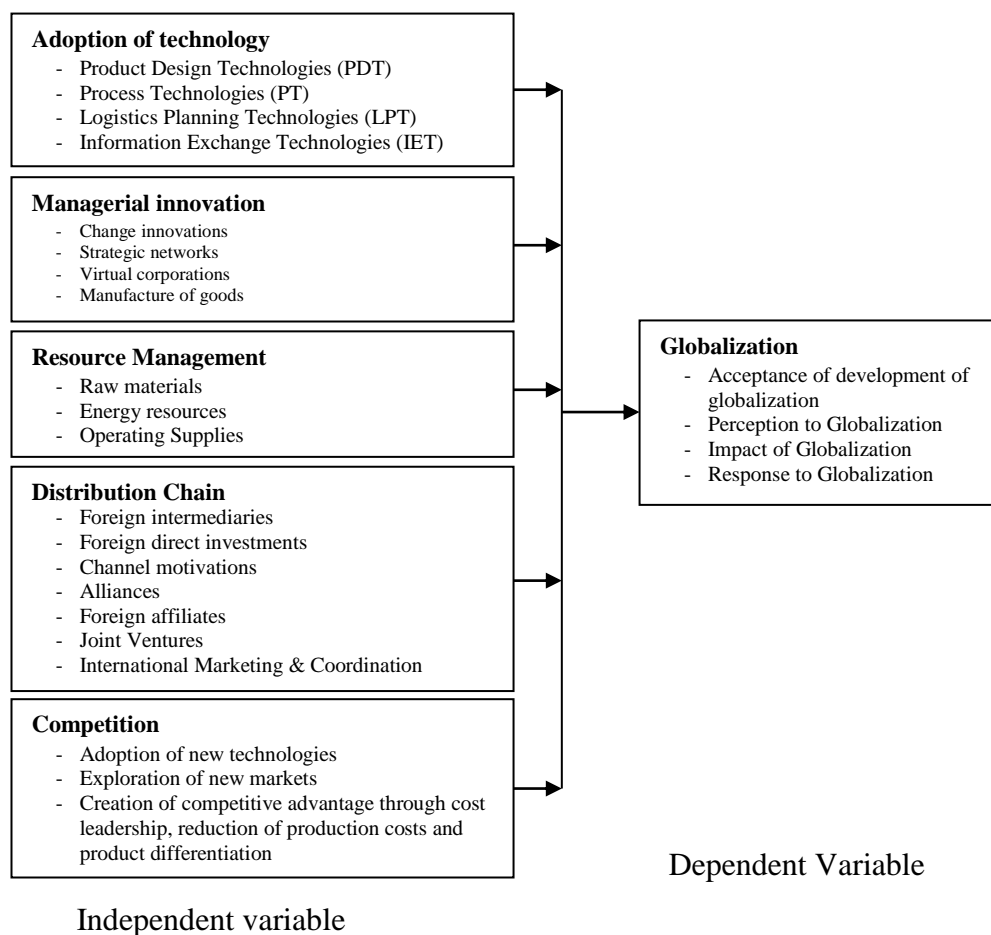 Adoption of technology
- Product Design Technologies (PDT)
- Process Technologies (PT)
- Logistics Planning Technologies (LPT)
- Information Exchange Technologies (IET)
Managerial innovation
- Change innovations
- Strategic networks
- Virtual corporations
- Manufacture of goods
Resource Management
- Raw materials
- Energy resources
- Operating Supplies
Distribution Chain
- Foreign intermediaries
- Foreign direct investments
- Channel motivations
- Alliances
- Foreign affiliates
- Joint Ventures
- International Marketing & Coordination
Competition
- Adoption of new technologies
- Exploration of new markets
- Creation of competitive advantage through cost
leadership, reduction of production costs and
product differentiation
Independent variable
Globalization
- Acceptance of development of
globalization
- Perception to Globalization
- Impact of Globalization
- Response to Globalization
Dependent Variable